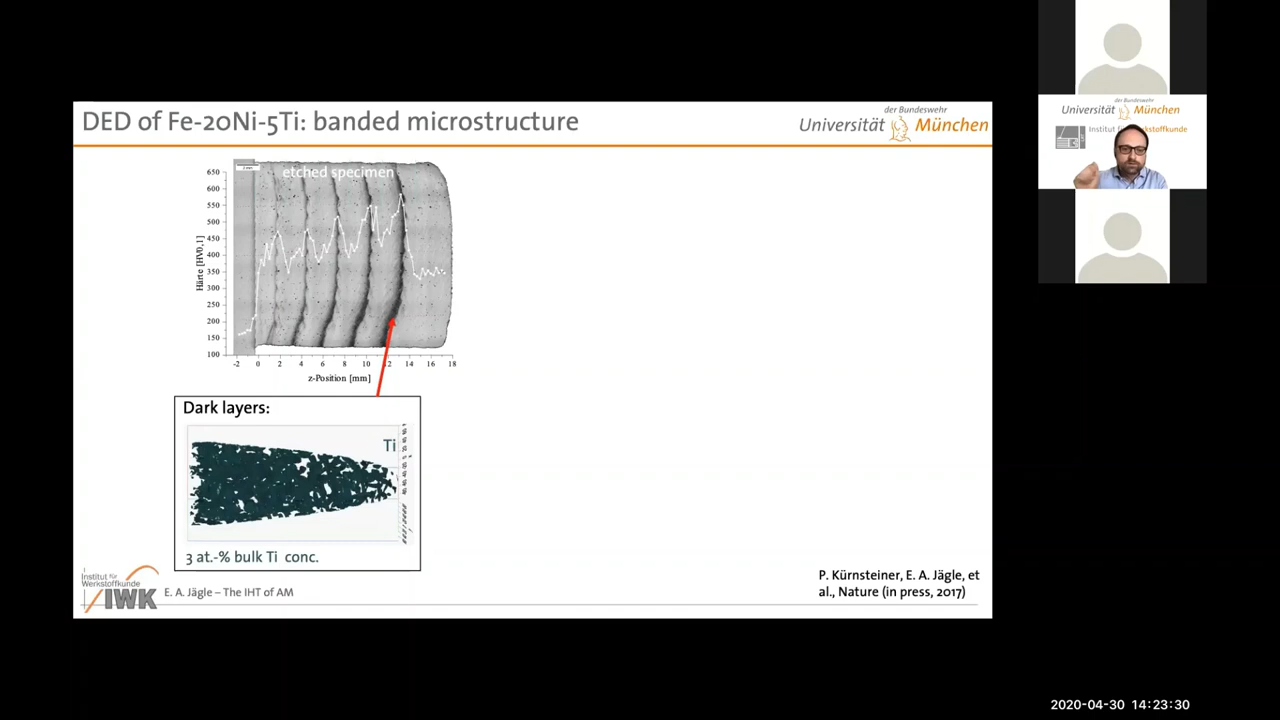 DED of Fe-20Ni-5Ti: banded microstructure
der Bundeswehr
Universität München
etched specimen
650
600
550
500
450
400
350
300
250
200
150
100
Härte [HV0,1]
-2 0 2 4 6 8 10 12 14 16 18
z-Position [mm]
Dark layers:
Ti
3 at.-% bulk Ti conc.
Institut für
Werkstoffkunde
IWK
E. A. Jägle – The IHT of AM
P. Kürnsteiner, E. A. Jägle, et
al., Nature (in press, 2017)
der Bundeswehr
Universität München
2020-04-30 14:23:30